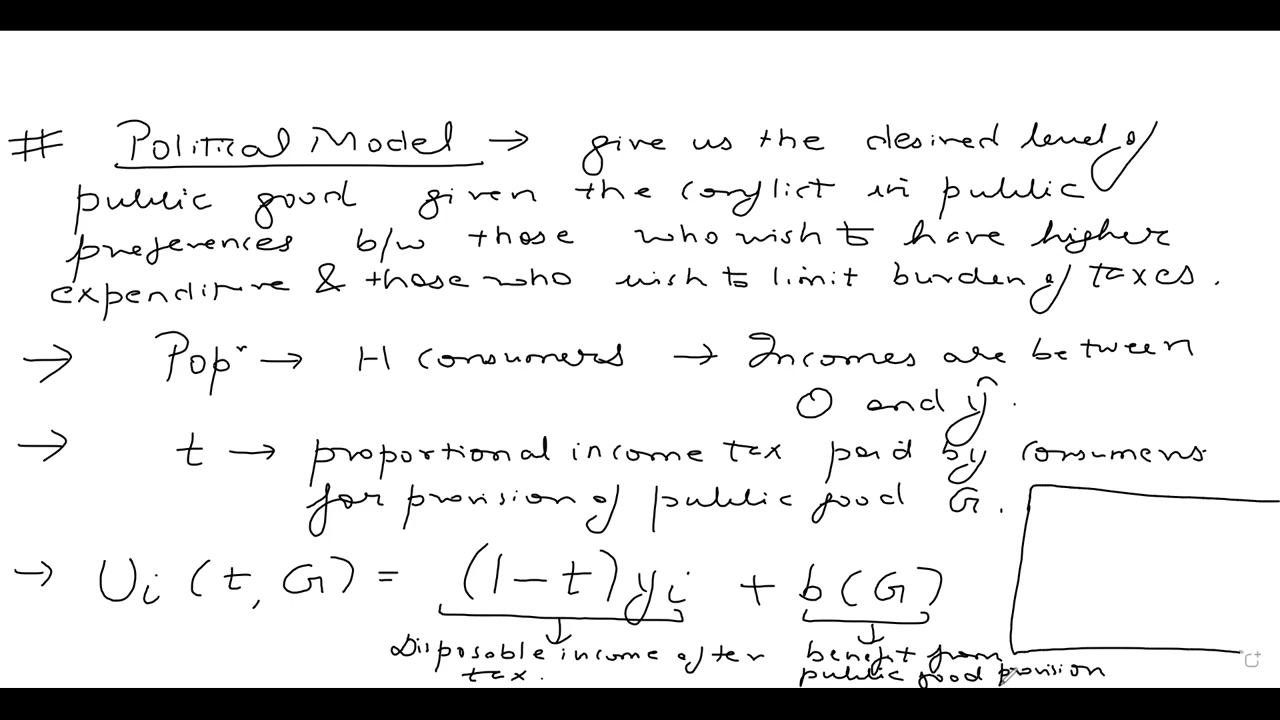 # Political Model → give us the desired level of
public good given the conflict in public
preferences b/w those who wish to have higher
expenditure & those who wish to limit burden of taxes.
→ Popⁿ → H consumers → Incomes are between
0 and ŷ.
→ t → proportional income tax paid by consumers
for provision of public good G.
→ Ui (t, G) = (1-t) yi + b(G)
Disposable income after tax.
benefit from public good provision